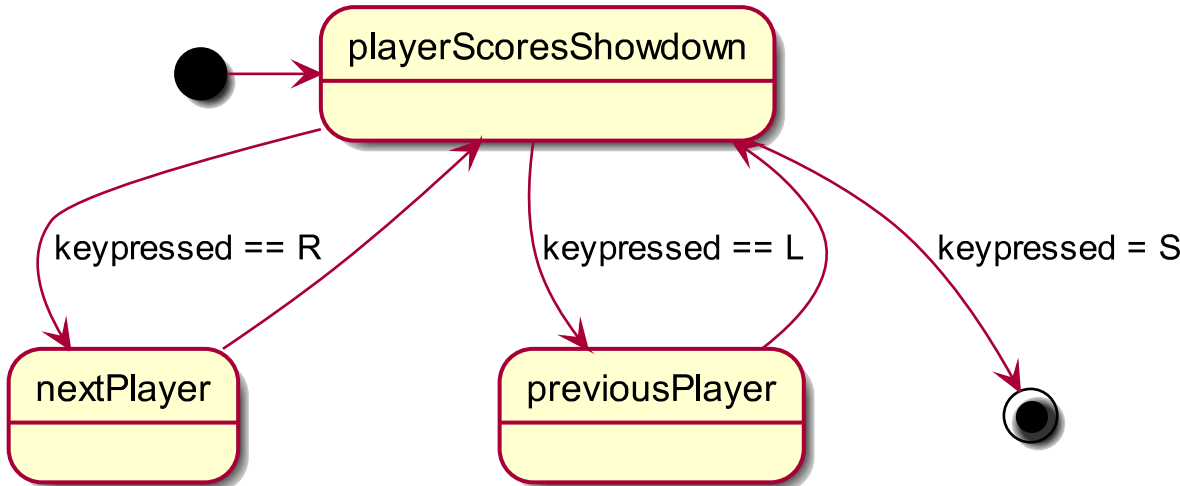 playerScoresShowdown
keypressed == R
keypressed == L
keypressed = S
nextPlayer
previousPlayer